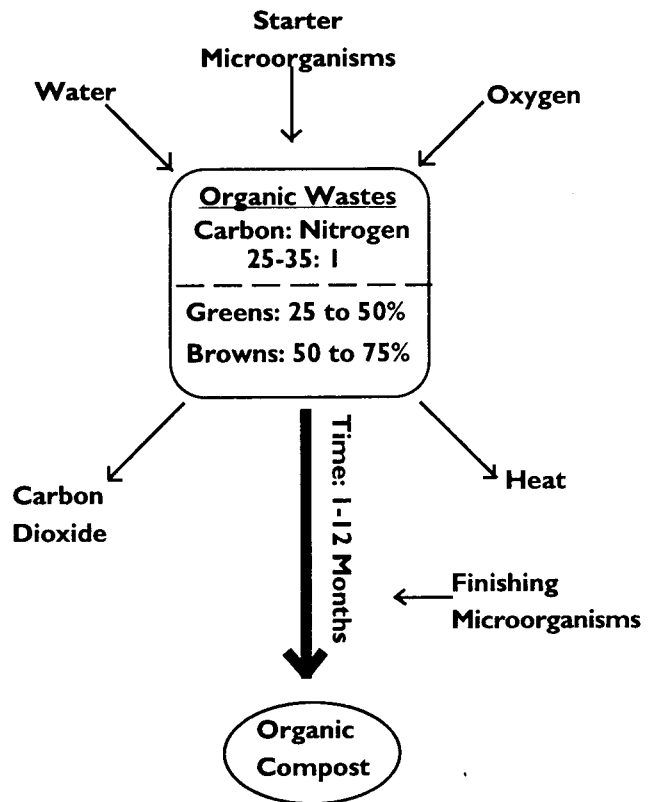 Starter
Microorganisms
Water
Oxygen
Organic Wastes
Carbon: Nitrogen
25-35: 1
Greens: 25 to 50%
Browns: 50 to 75%
Carbon
Dioxide
Time: 1-12 Months
Heat
Finishing
Microorganisms
Organic
Compost